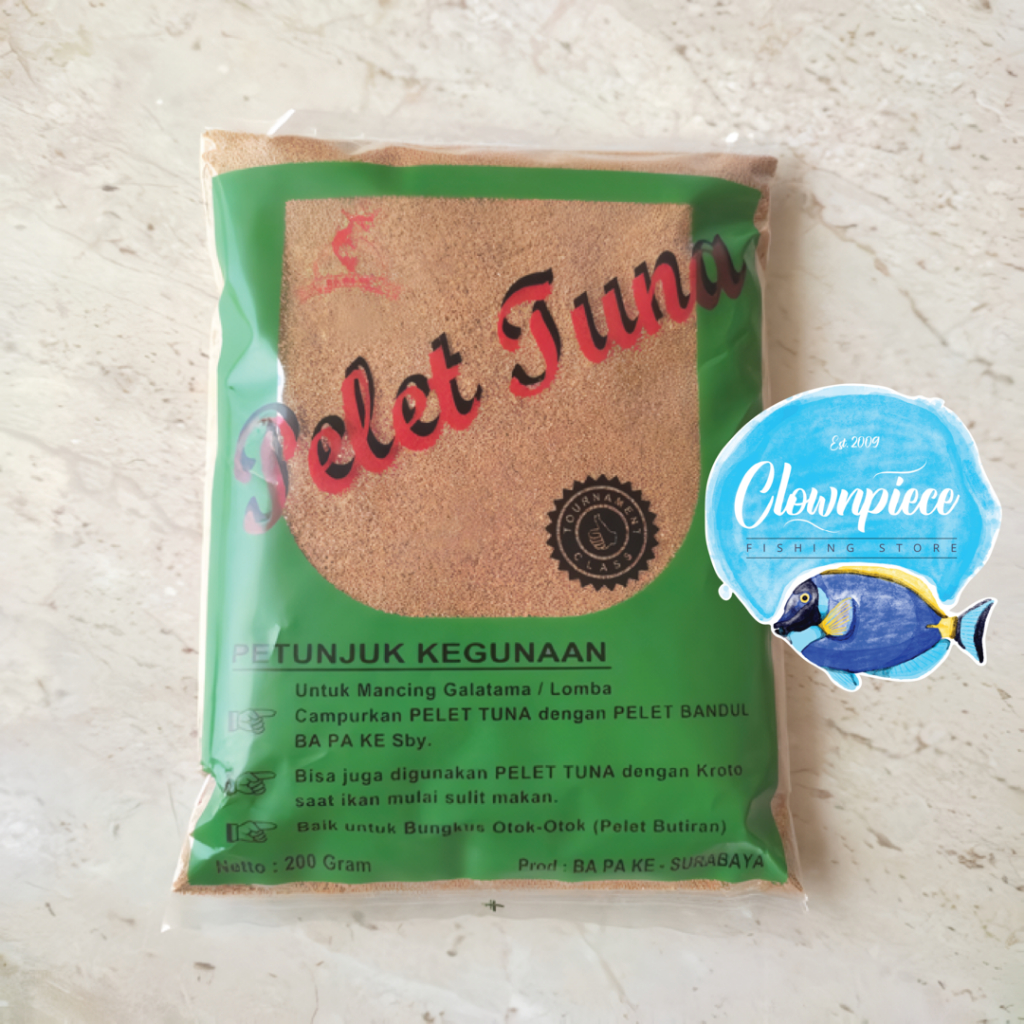 Pelet Tuna
TOURNAMENT
CLASS
Est. 2009
Clownpiece
FISHING STORE
PETUNJUK KEGUNAAN
Untuk Mancing Galatama / Lomba
Campurkan PELET TUNA dengan PELET BANDUL
BA PA KE Sby.
Bisa juga digunakan PELET TUNA dengan Kroto
saat ikan mulai sulit makan.
Baik untuk Bungkus Otok-Otok (Pelet Butiran)
Netto : 200 Gram
Prod : BA PA KE - SURABAYA